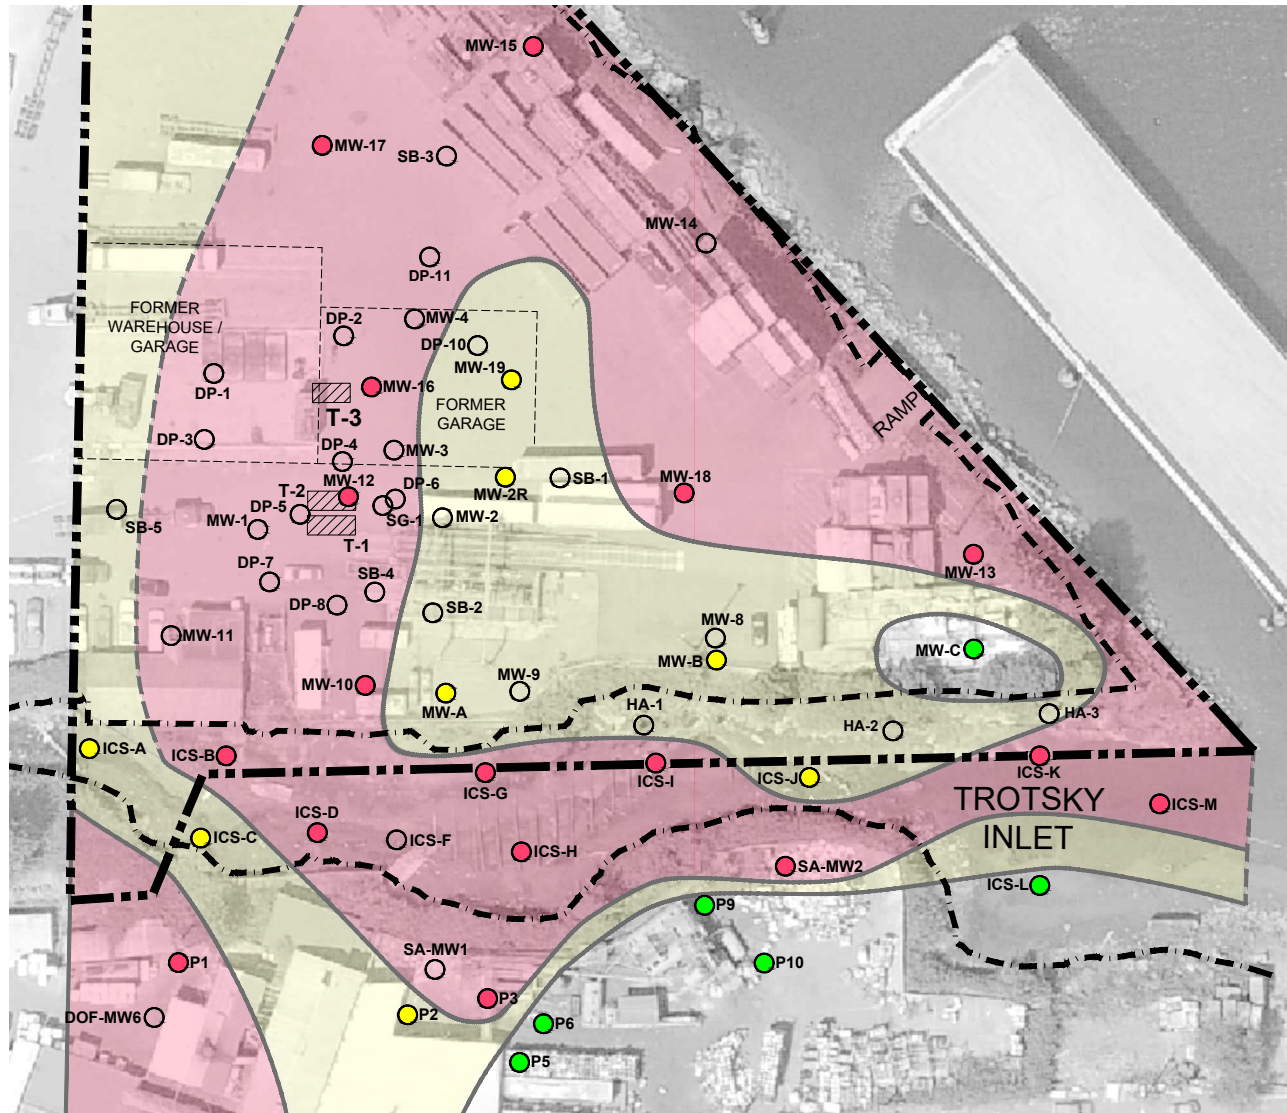 MW-15
MW-17
SB-3
MW-14
DP-11
FORMER
WAREHOUSE /
GARAGE
DP-2
MW-4
DP-10
MW-19
DP-1
MW-16
T-3
FORMER
GARAGE
RAMP
DP-3
DP-4
MW-3
MW-12
DP-6
MW-2R
SB-1
MW-18
T-2
DP-5
SG-1
MW-2
SB-5
MW-1
T-1
MW-13
DP-7
SB-4
DP-8
SB-2
MW-11
MW-8
MW-B
MW-C
MW-10
MW-A
MW-9
HA-1
HA-2
HA-3
ICS-A
ICS-B
ICS-G
ICS-I
ICS-J
ICS-K
TROTSKY
INLET
ICS-M
ICS-C
ICS-D
ICS-F
ICS-H
SA-MW2
ICS-L
P9
SA-MW1
P1
P10
P3
P2
P6
DOF-MW6
P5